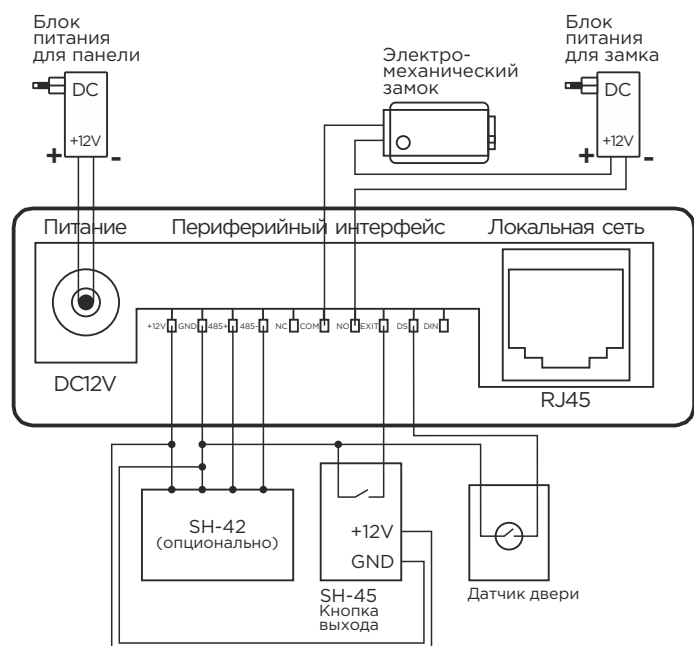 Блок
питания
для панели
DC
+12V
+
-
Электро-
механический
замок
Блок
питания
для замка
DC
+12V
+
-
Питание
Периферийный интерфейс
Локальная сеть
+12V GND 485+ 485- NC COM NO EXIT DS DIN
DC12V
RJ45
SH-42
(опционально)
+12V
GND
SH-45
Кнопка
выхода
Датчик двери